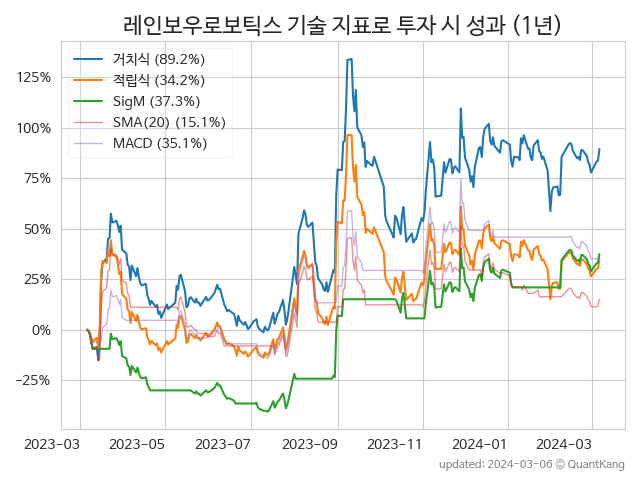 레인보우로보틱스 기술 지표로 투자 시 성과 (1년)
거치식 (89.2%)
적립식 (34.2%)
SigM (37.3%)
SMA(20) (15.1%)
MACD (35.1%)
125%
100%
75%
50%
25%
0%
−25%
2023-03 2023-05 2023-07 2023-09 2023-11 2024-01 2024-03
updated: 2024-03-06 ⓒ QuantKang